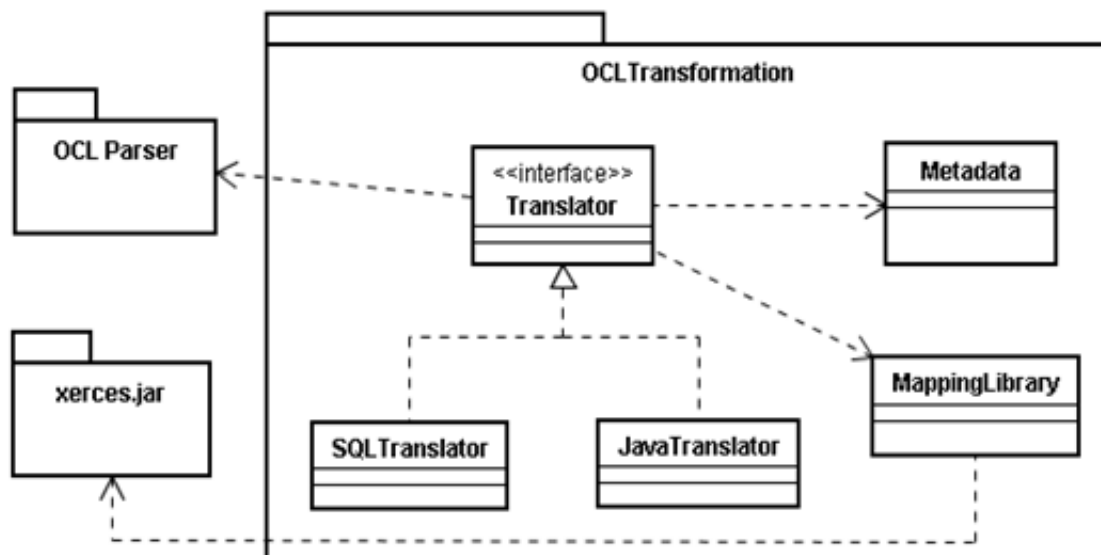 OCLTransformation
OCL Parser
<<interface>>
Translator
Metadata
xerces.jar
MappingLibrary
SQLTranslator
JavaTranslator